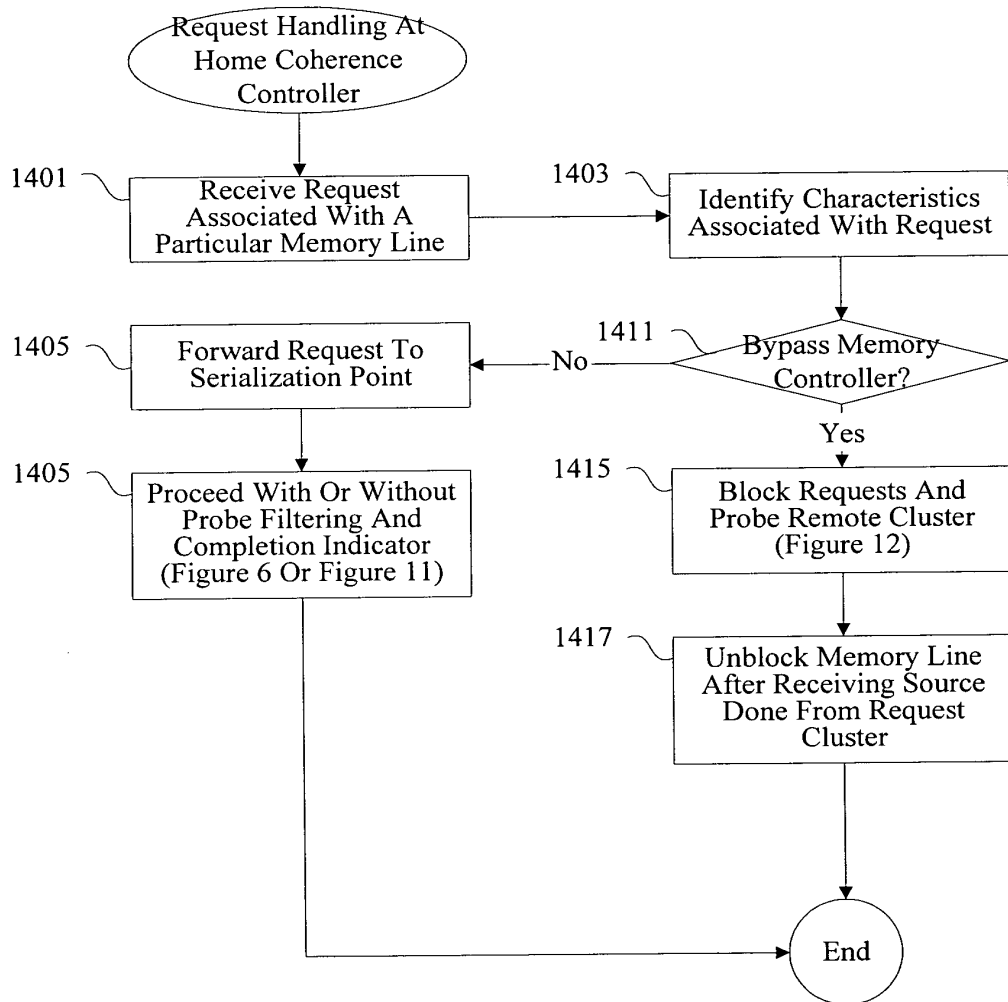 Request Handling At
Home Coherence
Controller
1401
Receive Request
Associated With A
Particular Memory Line
1403
Identify Characteristics
Associated With Request
1411
Bypass Memory
Controller?
No
Yes
1405
Forward Request To
Serialization Point
1405
Proceed With Or Without
Probe Filtering And
Completion Indicator
(Figure 6 Or Figure 11)
1415
Block Requests And
Probe Remote Cluster
(Figure 12)
1417
Unblock Memory Line
After Receiving Source
Done From Request
Cluster
End